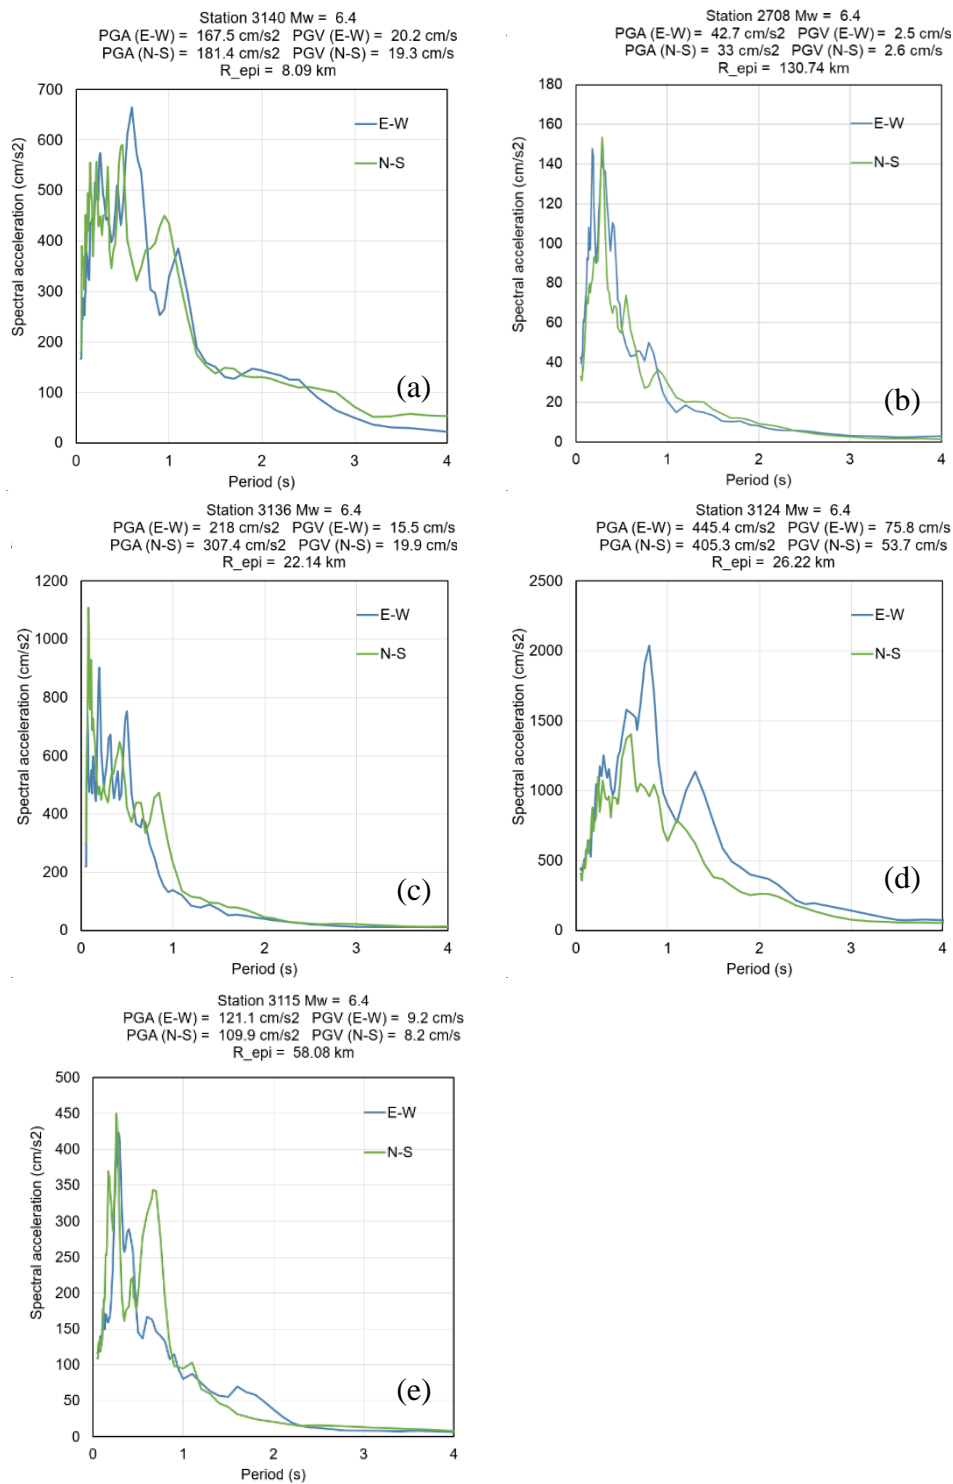 Station 3140 Mw = 6.4
PGA (E-W) = 167.5 cm/s2 PGV (E-W) = 20.2 cm/s
PGA (N-S) = 181.4 cm/s2 PGV (N-S) = 19.3 cm/s
R_epi = 8.09 km
700
600
500
400
300
200
100
0
Spectral acceleration (cm/s2)
E-W
N-S
(a)
0 1 2 3 4
Period (s)
Station 2708 Mw = 6.4
PGA (E-W) = 42.7 cm/s2 PGV (E-W) = 2.5 cm/s
PGA (N-S) = 33 cm/s2 PGV (N-S) = 2.6 cm/s
R_epi = 130.74 km
180
160
140
120
100
80
60
40
20
0
Spectral acceleration (cm/s2)
E-W
N-S
(b)
0 1 2 3 4
Period (s)
Station 3136 Mw = 6.4
PGA (E-W) = 218 cm/s2 PGV (E-W) = 15.5 cm/s
PGA (N-S) = 307.4 cm/s2 PGV (N-S) = 19.9 cm/s
R_epi = 22.14 km
1200
1000
800
600
400
200
0
Spectral acceleration (cm/s2)
E-W
N-S
(c)
0 1 2 3 4
Period (s)
Station 3124 Mw = 6.4
PGA (E-W) = 445.4 cm/s2 PGV (E-W) = 75.8 cm/s
PGA (N-S) = 405.3 cm/s2 PGV (N-S) = 53.7 cm/s
R_epi = 26.22 km
2500
2000
1500
1000
500
0
Spectral acceleration (cm/s2)
E-W
N-S
(d)
0 1 2 3 4
Period (s)
Station 3115 Mw = 6.4
PGA (E-W) = 121.1 cm/s2 PGV (E-W) = 9.2 cm/s
PGA (N-S) = 109.9 cm/s2 PGV (N-S) = 8.2 cm/s
R_epi = 58.08 km
500
450
400
350
300
250
200
150
100
50
0
Spectral acceleration (cm/s2)
E-W
N-S
(e)
0 1 2 3 4
Period (s)